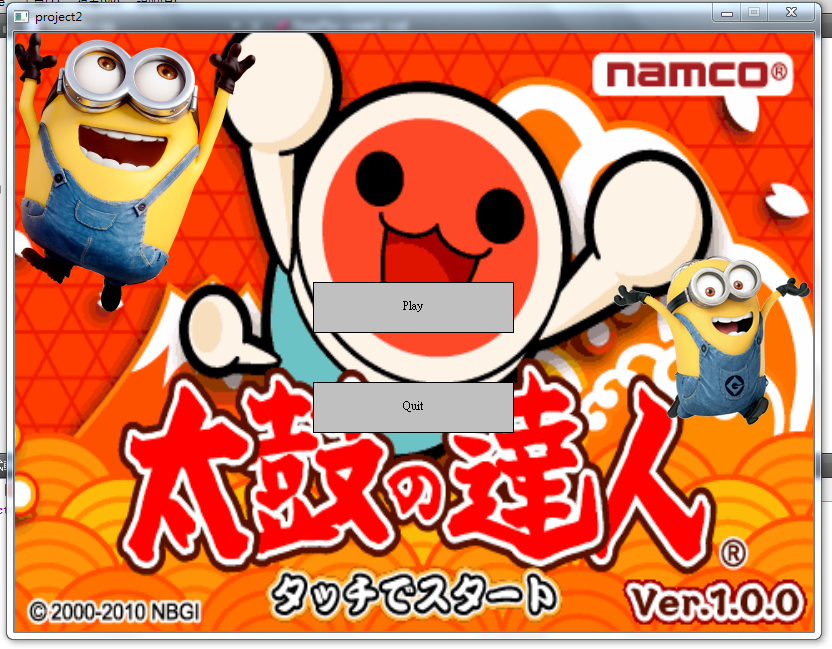 project2
namco®
Play
Quit
太鼓の達人®
タッチでスタート
©2000-2010 NBGI
Ver.1.0.0